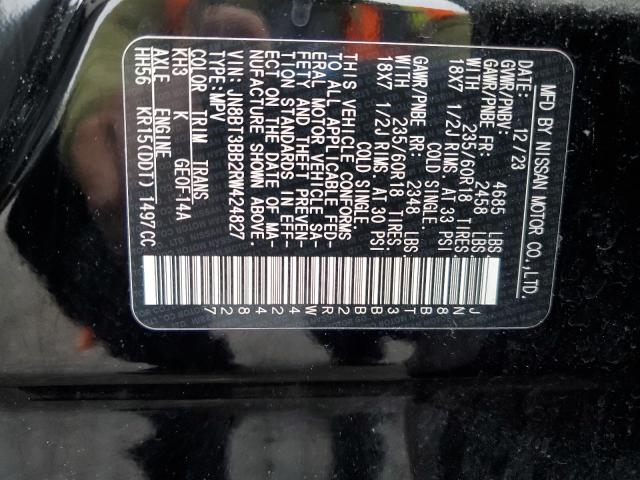 MFD BY NISSAN MOTOR CO.,LTD.
DATE: 12/23
GVWR/PNBV: 4685 LBS.
GAWR/PNBE FR: 2458 LBS.
WITH 235/60R18 TIRES,
18X7 1/2J RIMS, AT 33 PSI
COLD SINGLE.
GAWR/PNBE RR: 2348 LBS.
WITH 235/60R18 TIRES,
18X7 1/2J RIMS, AT 30 PSI
COLD SINGLE.
THIS VEHICLE CONFORMS
TO ALL APPLICABLE FED-
ERAL MOTOR VEHICLE SA-
FETY AND THEFT PREVEN-
TION STANDARDS IN EFF-
ECT ON THE DATE OF MA-
NUFACTURE SHOWN ABOVE.
JN8BT3BB2RW424827
TYPE: MPV
COLOR TRIM TRANS
KH3 K GEOF-14A
AXLE ENGINE
HH56 KR15(DDT) 1497CC
JN8BT3BB2RW424827